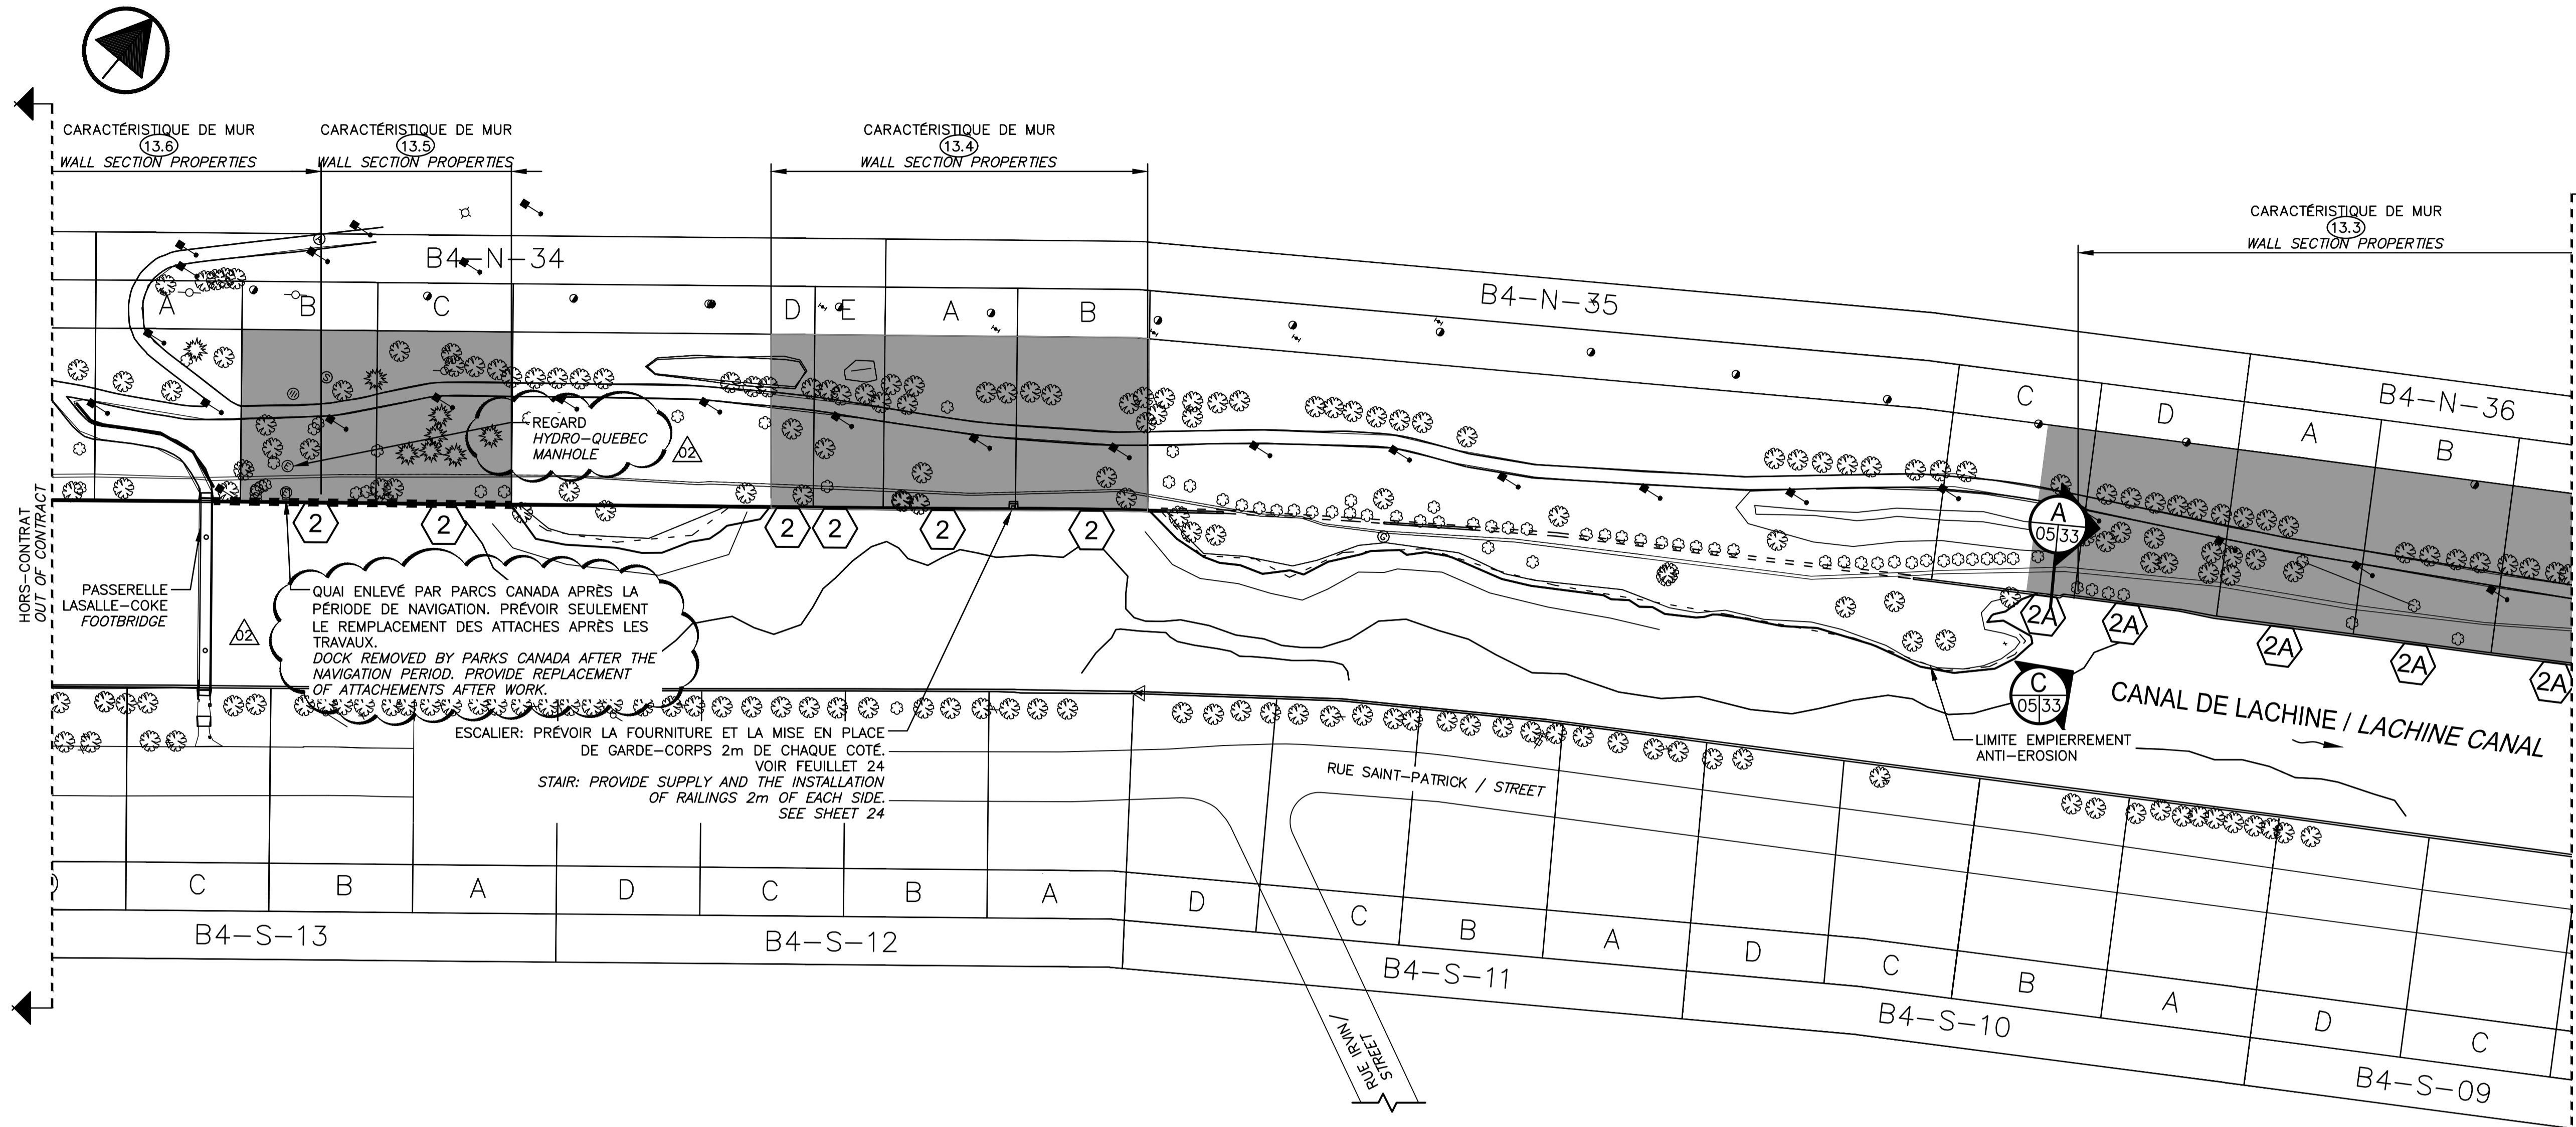 CARACTÉRISTIQUE DE MUR
13.6
WALL SECTION PROPERTIES
CARACTÉRISTIQUE DE MUR
13.5
WALL SECTION PROPERTIES
CARACTÉRISTIQUE DE MUR
13.4
WALL SECTION PROPERTIES
CARACTÉRISTIQUE DE MUR
13.3
WALL SECTION PROPERTIES
B4-N-34
B4-N-35
B4-N-36
A
B
C
D
E
A
B
C
D
A
B
REGARD
HYDRO-QUEBEC
MANHOLE
02
2
2
2
2
2
2
A
05 33
2A
2A
2A
2A
2A
HORS-CONTRAT
OUT OF CONTRACT
PASSERELLE
LASALLE-COKE
FOOTBRIDGE
02
QUAI ENLEVÉ PAR PARCS CANADA APRÈS LA
PÉRIODE DE NAVIGATION. PRÉVOIR SEULEMENT
LE REMPLACEMENT DES ATTACHES APRÈS LES
TRAVAUX.
DOCK REMOVED BY PARKS CANADA AFTER THE
NAVIGATION PERIOD. PROVIDE REPLACEMENT
OF ATTACHEMENTS AFTER WORK.
C
05 33
CANAL DE LACHINE / LACHINE CANAL
LIMITE EMPIERREMENT
ANTI-EROSION
ESCALIER: PRÉVOIR LA FOURNITURE ET LA MISE EN PLACE
DE GARDE-CORPS 2m DE CHAQUE COTÉ.
VOIR FEUILLET 24
STAIR: PROVIDE SUPPLY AND THE INSTALLATION
OF RAILINGS 2m OF EACH SIDE.
SEE SHEET 24
RUE SAINT-PATRICK / STREET
C
B
A
D
C
B
A
D
C
B
A
D
C
B
A
D
C
B4-S-13
B4-S-12
B4-S-11
B4-S-10
B4-S-09
RUE IRVIN/
STREET